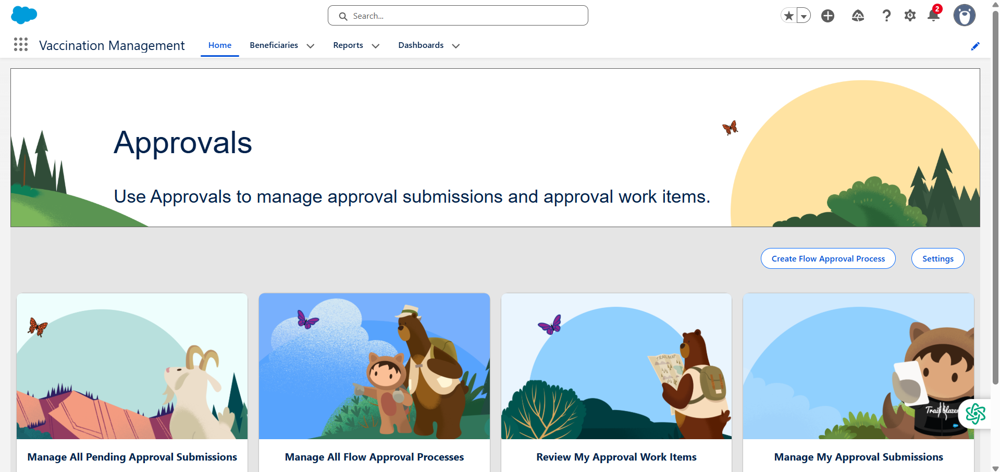 Search...
2
Vaccination Management
Home
Beneficiaries
Reports
Dashboards
Approvals
Use Approvals to manage approval submissions and approval work items.
Create Flow Approval Process
Settings
TRAILMAP
Trailblazer
Manage All Pending Approval Submissions
Manage All Flow Approval Processes
Review My Approval Work Items
Manage My Approval Submissions